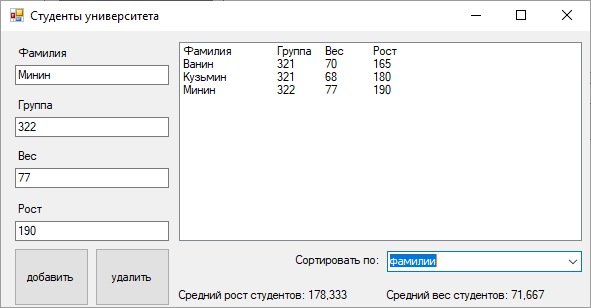 Студенты университета
Фамилия
Минин
Группа
322
Вес
77
Рост
190
добавить удалить
Фамилия Группа Вес Рост
Ванин 321 70 165
Кузьмин 321 68 180
Минин 322 77 190
Сортировать по: фамилии
Средний рост студентов: 178,333 Средний вес студентов: 71,667